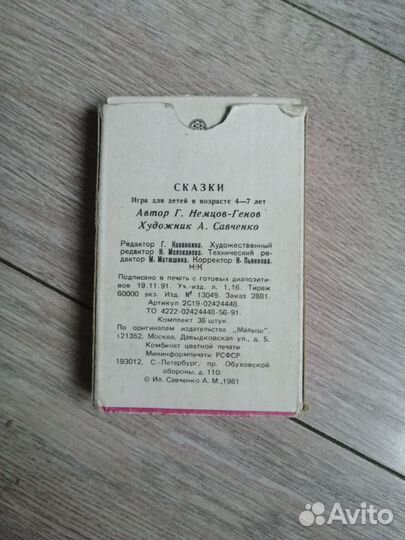 СКАЗКИ
Игра для детей в возрасте 4—7 лет
Автор Г. Немцов-Генов
Художник А. Савченко
Редактор Г. Коненкина. Художественный
редактор Н. Молоканова. Технический ре-
дактор М. Матюшина. Корректор Н. Пьянкова.
Н/К
Подписано в печать с готовых диапозити-
вов 19.11.91. Уч.-изд. л. 1,16. Тираж
60000 экз. Изд. № 13049. Заказ 2881.
Артикул 2С19-02424448.
ТО 4222-02424448-56-91.
Комплект 36 штук.
По оригиналам издательства „Малыш".
121352, Москва, Давыдковская ул., д. 5.
Комбинат цветной печати
Мининформпечати РСФСР
193012, С.-Петербург, пр. Обуховской
обороны, д. 110.
© Ил. Савченко А. М., 1981
Avito